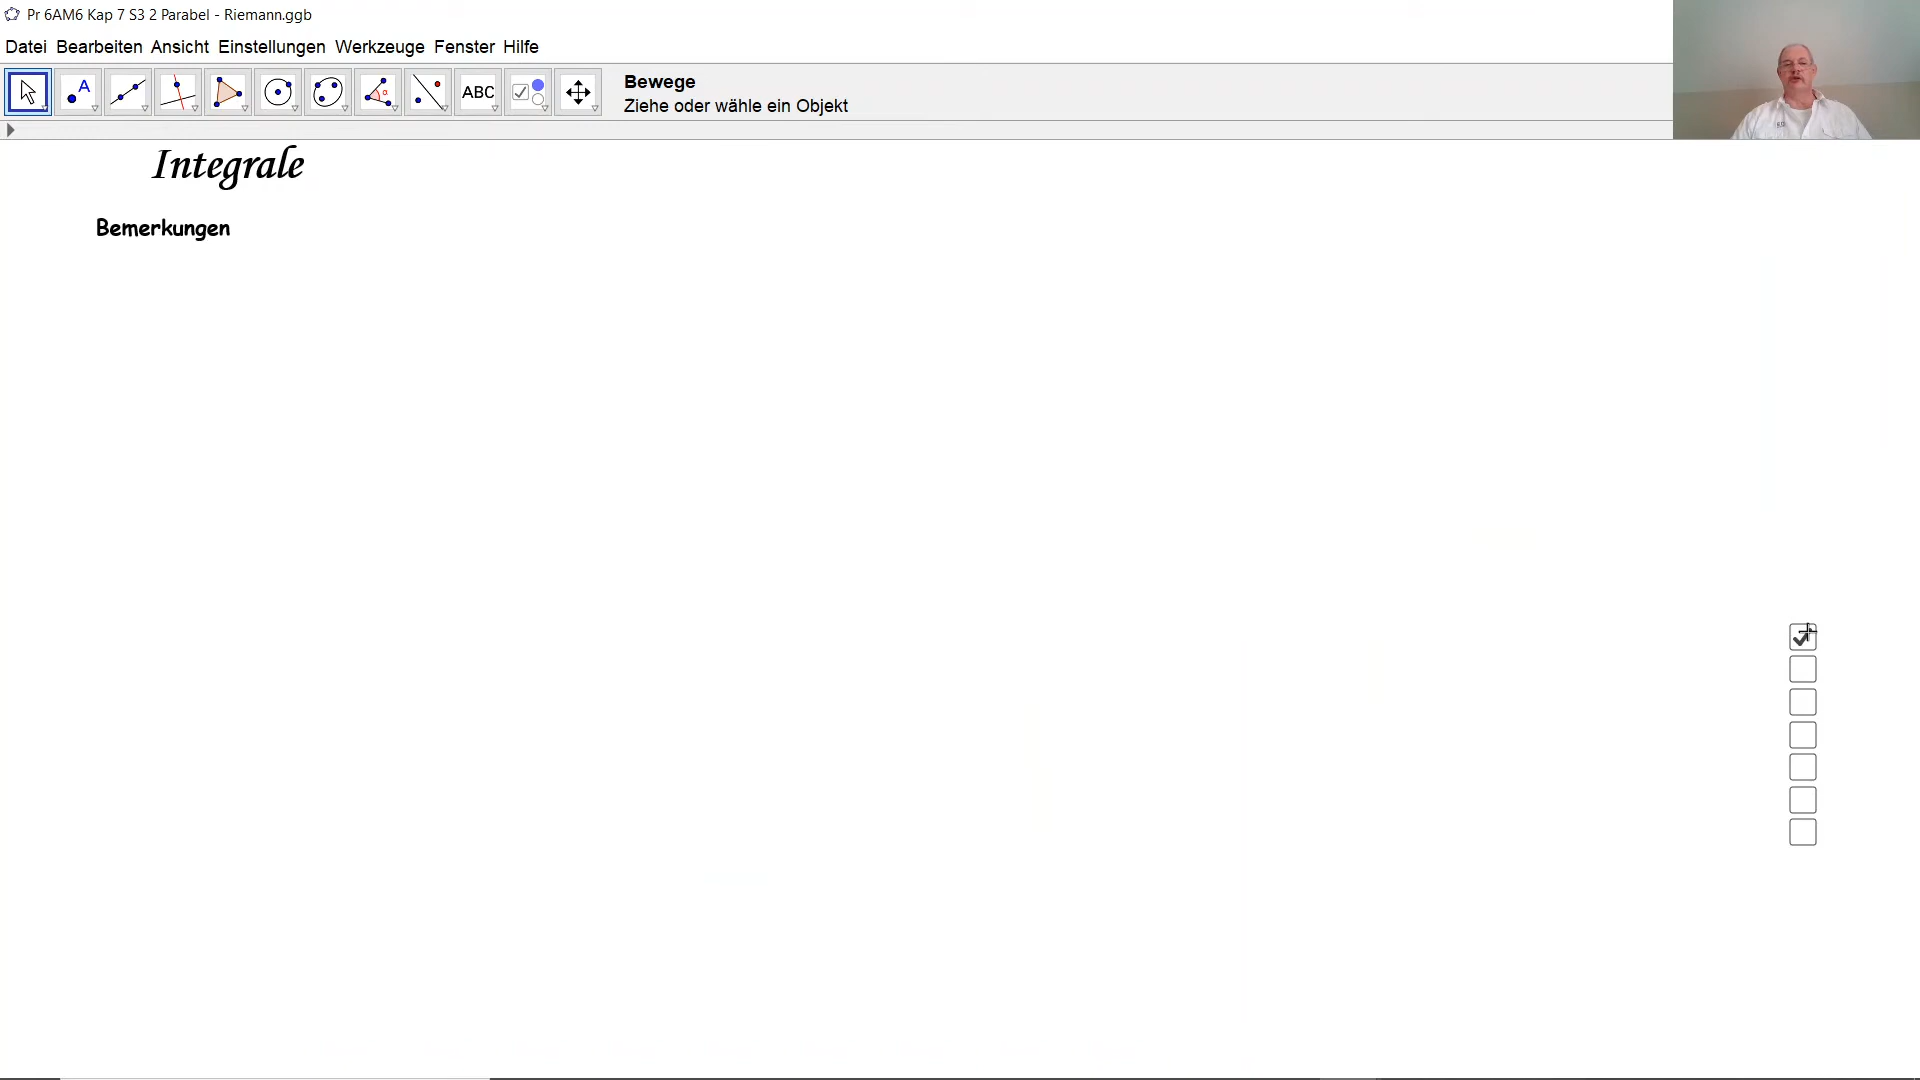 Pr 6AM6 Kap 7 S3 2 Parabel - Riemann.ggb
Datei Bearbeiten Ansicht Einstellungen Werkzeuge Fenster Hilfe
A
α
ABC
Bewege
Ziehe oder wähle ein Objekt
Integrale
Bemerkungen